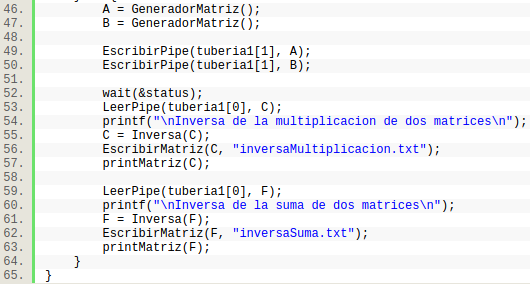 46. A = GeneradorMatriz();
47. B = GeneradorMatriz();
48.
49. EscribirPipe(tuberia1[1], A);
50. EscribirPipe(tuberia1[1], B);
51.
52. wait(&status);
53. LeerPipe(tuberia1[0], C);
54. printf("\nInversa de la multiplicacion de dos matrices\n");
55. C = Inversa(C);
56. EscribirMatriz(C, "inversaMultiplicacion.txt");
57. printMatriz(C);
58.
59. LeerPipe(tuberia1[0], F);
60. printf("\nInversa de la suma de dos matrices\n");
61. F = Inversa(F);
62. EscribirMatriz(F, "inversaSuma.txt");
63. printMatriz(F);
64. }
65. }